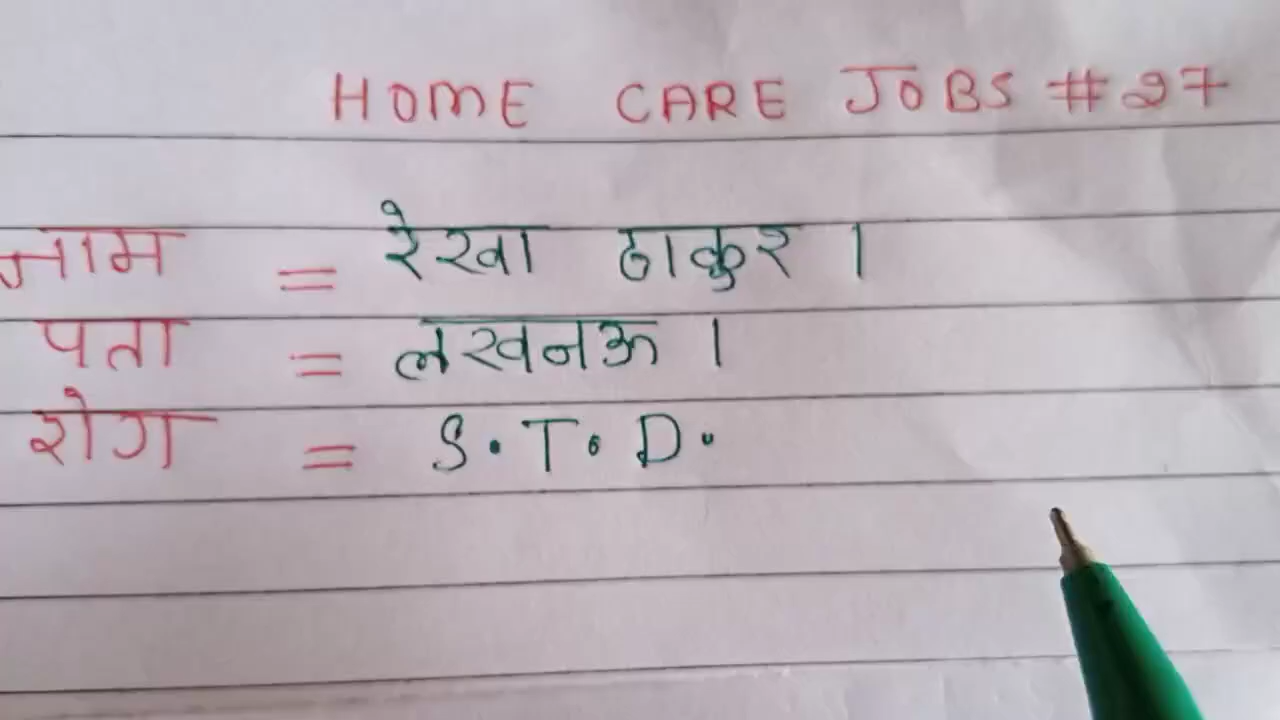 HOME CARE JOBS #27
नाम = रेखा ठाकुर ।
पता = लखनऊ ।
रोग = S.T.D.